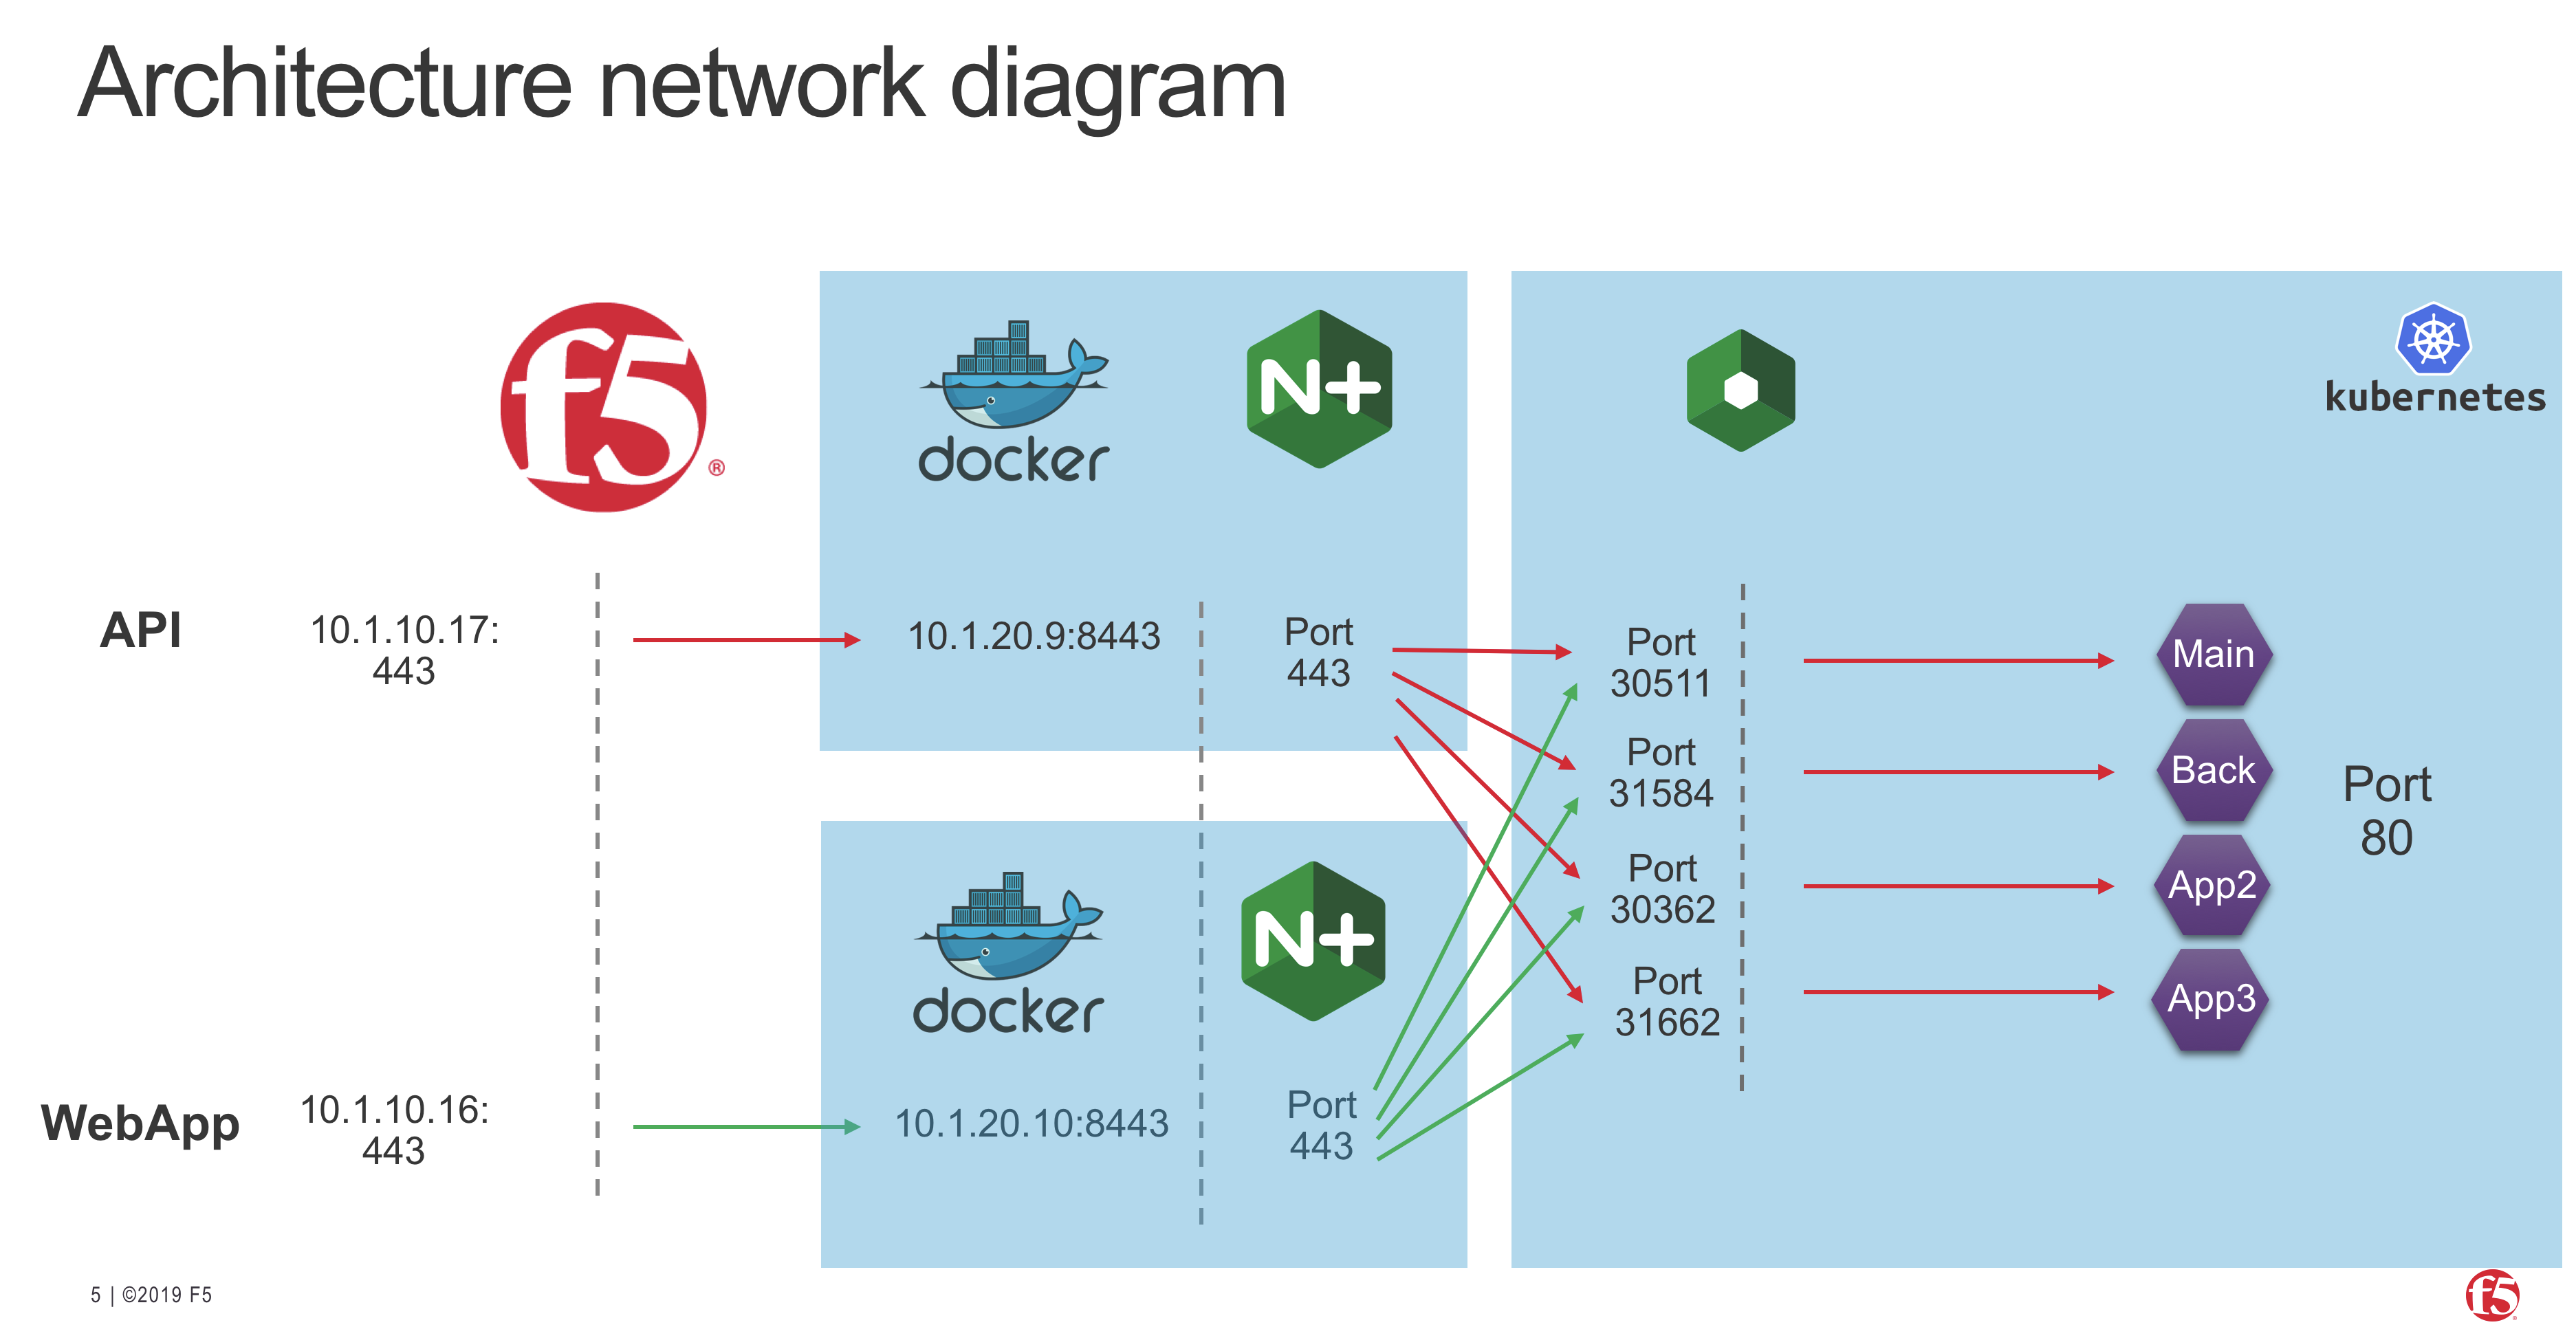 Architecture network diagram
f5
®
docker
N+
kubernetes
API
10.1.10.17:
443
10.1.20.9:8443
Port
443
Port
30511
Main
Port
31584
Back
Port
80
Port
30362
App2
Port
31662
App3
docker
N+
WebApp
10.1.10.16:
443
10.1.20.10:8443
Port
443
5 | ©2019 F5
f5